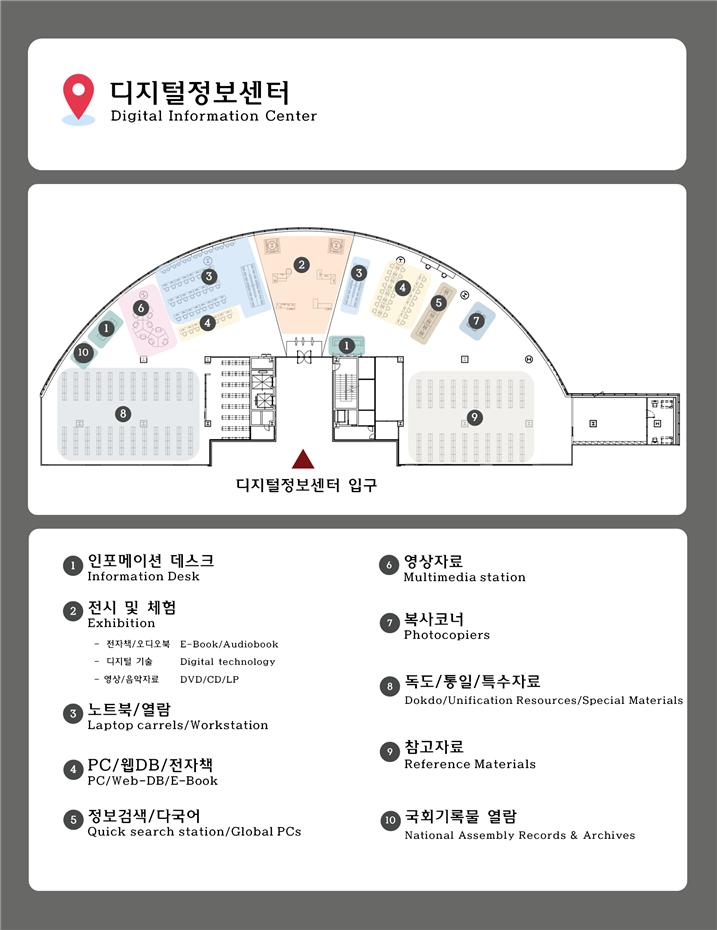 디지털정보센터
Digital Information Center
2
3
3
4
6
5
7
4
1
1
10
8
9
디지털정보센터 입구
1 인포메이션 데스크
Information Desk
2 전시 및 체험
Exhibition
- 전자책/오디오북 E-Book/Audiobook
- 디지털 기술 Digital technology
- 영상/음악자료 DVD/CD/LP
3 노트북/열람
Laptop carrels/Workstation
4 PC/웹DB/전자책
PC/Web-DB/E-Book
5 정보검색/다국어
Quick search station/Global PCs
6 영상자료
Multimedia station
7 복사코너
Photocopiers
8 독도/통일/특수자료
Dokdo/Unification Resources/Special Materials
9 참고자료
Reference Materials
10 국회기록물 열람
National Assembly Records & Archives